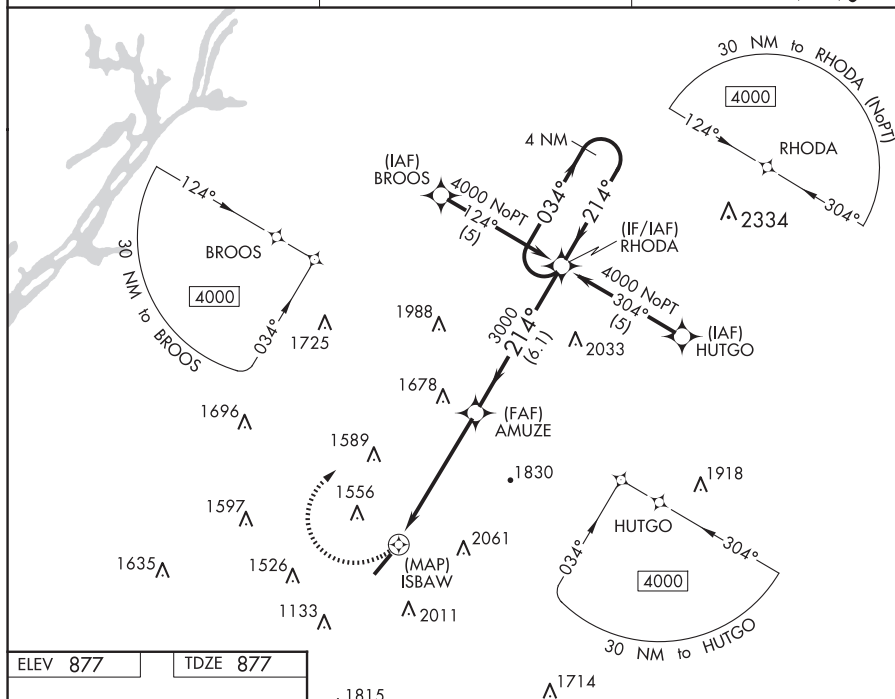 30 NM to RHODA (NoPT)
4000
124°
RHODA
304°
2334
4 NM
(IAF)
BROOS
4000 NoPT
124°
(5)
034°
214°
(IF/IAF)
RHODA
4000 NoPT
304°
(5)
(IAF)
HUTGO
124°
BROOS
4000
30 NM to BROOS
034°
1725
1988
3000
214°
(6.1)
2033
1678
(FAF)
AMUZE
1696
1589
1830
1918
1597
1556
HUTGO
034°
304°
4000
30 NM to HUTGO
2061
(MAP)
ISBAW
1635
1526
1133
2011
ELEV 877
TDZE 877
1815
1714